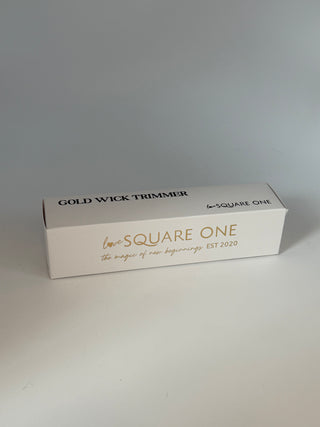 GOLD WICK TRIMMER
love SQUARE ONE
love SQUARE ONE
the magic of new beginnings EST 2020